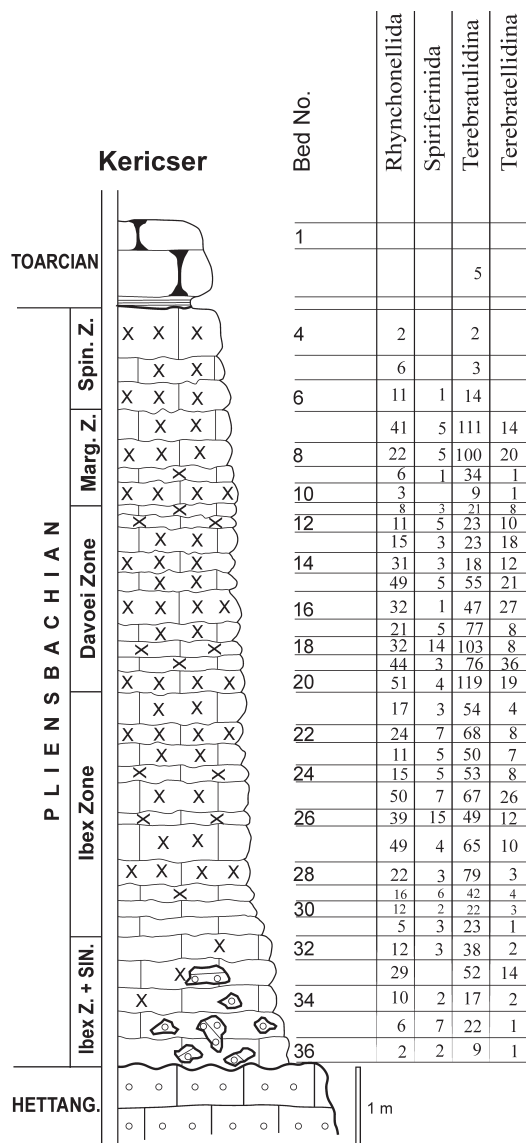 Kericser
Bed No.
Rhynchonellida
Spiriferinida
Terebratulidina
Terebratellidina
TOARCIAN
PLIENSBACHIAN
Spin. Z.
Marg. Z.
Davoei Zone
Ibex Zone
Ibex Z. + SIN.
HETTANG.
1
5
4 2 2
6 3
6 11 1 14
41 5 111 14
8 22 5 100 20
6 1 34 1
10 3 9 1
8 3 21 8
12 11 5 23 10
15 3 23 18
14 31 3 18 12
49 5 55 21
16 32 1 47 27
21 5 77 8
18 32 14 103 8
44 3 76 36
20 51 4 119 19
17 3 54 4
22 24 7 68 8
11 5 50 7
24 15 5 53 8
50 7 67 26
26 39 15 49 12
49 4 65 10
28 22 3 79 3
16 6 42 4
30 12 2 22 3
5 3 23 1
32 12 3 38 2
29 52 14
34 10 2 17 2
6 7 22 1
36 2 2 9 1
1 m